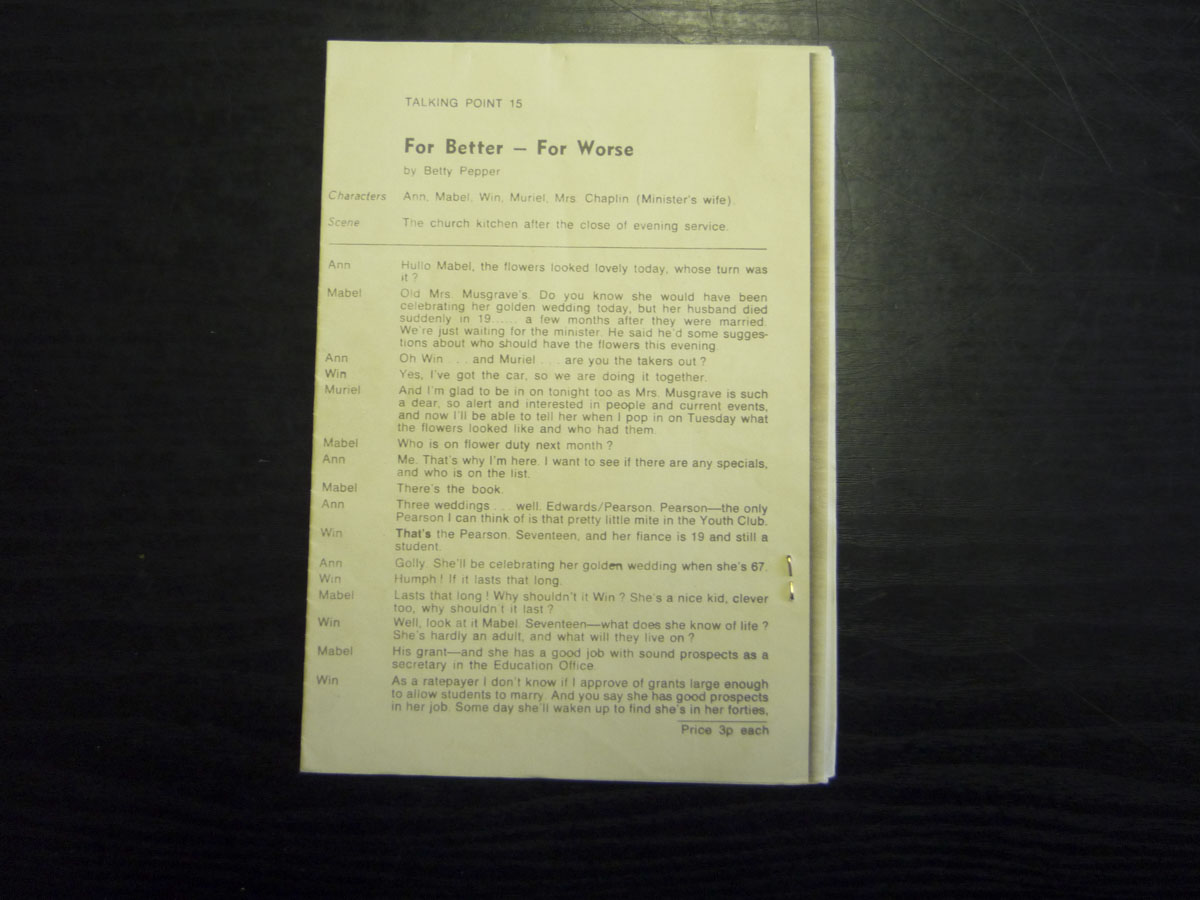 TALKING POINT 15
For Better – For Worse
by Betty Pepper
Characters Ann, Mabel, Win, Muriel, Mrs. Chaplin (Minister's wife).
Scene The church kitchen after the close of evening service.
Ann Hullo Mabel, the flowers looked lovely today, whose turn was
it ?
Mabel Old Mrs. Musgrave's. Do you know she would have been
celebrating her golden wedding today, but her husband died
suddenly in 19...... a few months after they were married.
We're just waiting for the minister. He said he'd some sugges-
tions about who should have the flowers this evening.
Ann Oh Win . . . and Muriel . . . are you the takers out ?
Win Yes, I've got the car, so we are doing it together.
Muriel And I'm glad to be in on tonight too as Mrs. Musgrave is such
a dear, so alert and interested in people and current events,
and now I'll be able to tell her when I pop in on Tuesday what
the flowers looked like and who had them.
Mabel Who is on flower duty next month ?
Ann Me. That's why I'm here. I want to see if there are any specials,
and who is on the list.
Mabel There's the book.
Ann Three weddings . . . well. Edwards/Pearson. Pearson—the only
Pearson I can think of is that pretty little mite in the Youth Club.
Win That's the Pearson. Seventeen, and her fiance is 19 and still a
student.
Ann Golly. She'll be celebrating her golden wedding when she's 67.
Win Humph ! If it lasts that long.
Mabel Lasts that long ! Why shouldn't it Win ? She's a nice kid, clever
too, why shouldn't it last ?
Win Well, look at it Mabel. Seventeen—what does she know of life ?
She's hardly an adult, and what will they live on ?
Mabel His grant—and she has a good job with sound prospects as a
secretary in the Education Office.
Win As a ratepayer I don't know if I approve of grants large enough
to allow students to marry. And you say she has good prospects
in her job. Some day she'll waken up to find she's in her forties,
Price 3p each